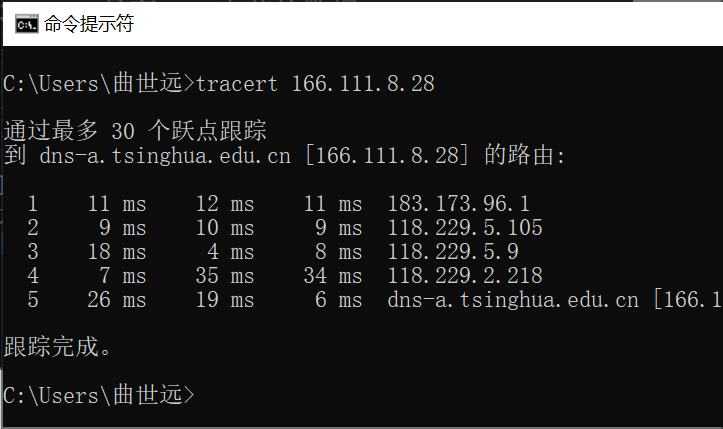 命令提示符
C:\Users\曲世远>tracert 166.111.8.28
通过最多 30 个跃点跟踪
到 dns-a.tsinghua.edu.cn [166.111.8.28] 的路由:
1 11 ms 12 ms 11 ms 183.173.96.1
2 9 ms 10 ms 9 ms 118.229.5.105
3 18 ms 4 ms 8 ms 118.229.5.9
4 7 ms 35 ms 34 ms 118.229.2.218
5 26 ms 19 ms 6 ms dns-a.tsinghua.edu.cn [166.1
跟踪完成。
C:\Users\曲世远>